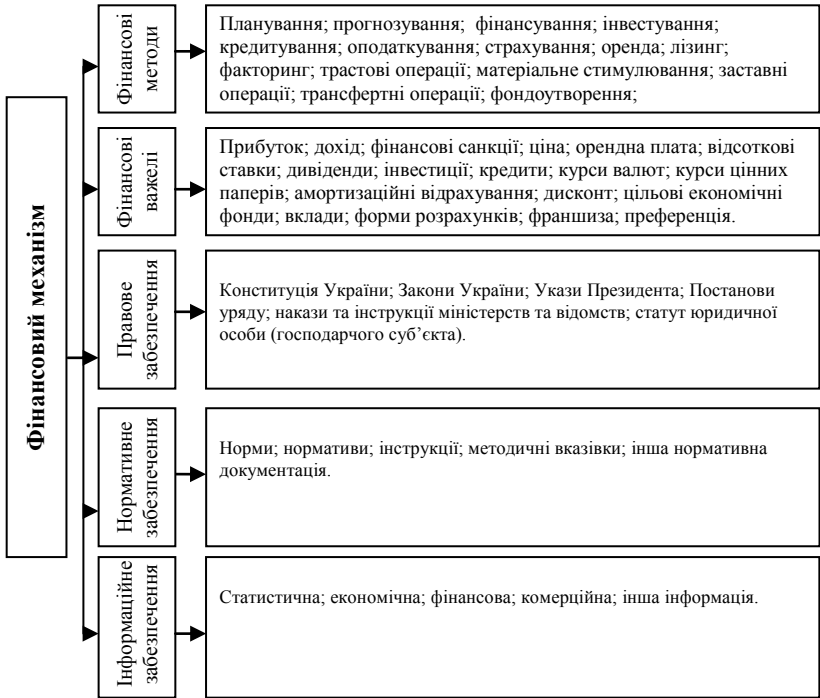 Фінансовий механізм
Фінансові
методи
Планування; прогнозування; фінансування; інвестування;
кредитування; оподаткування; страхування; оренда; лізинг;
факторинг; трастові операції; матеріальне стимулювання; заставні
операції; трансфертні операції; фондоутворення;
Фінансові
важелі
Прибуток; дохід; фінансові санкції; ціна; орендна плата; відсоткові
ставки; дивіденди; інвестиції; кредити; курси валют; курси цінних
паперів; амортизаційні відрахування; дисконт; цільові економічні
фонди; вклади; форми розрахунків; франшиза; преференція.
Правове
забезпечення
Конституція України; Закони України; Укази Президента; Постанови
уряду; накази та інструкції міністерств та відомств; статут юридичної
особи (господарчого суб’єкта).
Нормативне
забезпечення
Норми; нормативи; інструкції; методичні вказівки; інша нормативна
документація.
Інформаційне
забезпечення
Статистична; економічна; фінансова; комерційна; інша інформація.